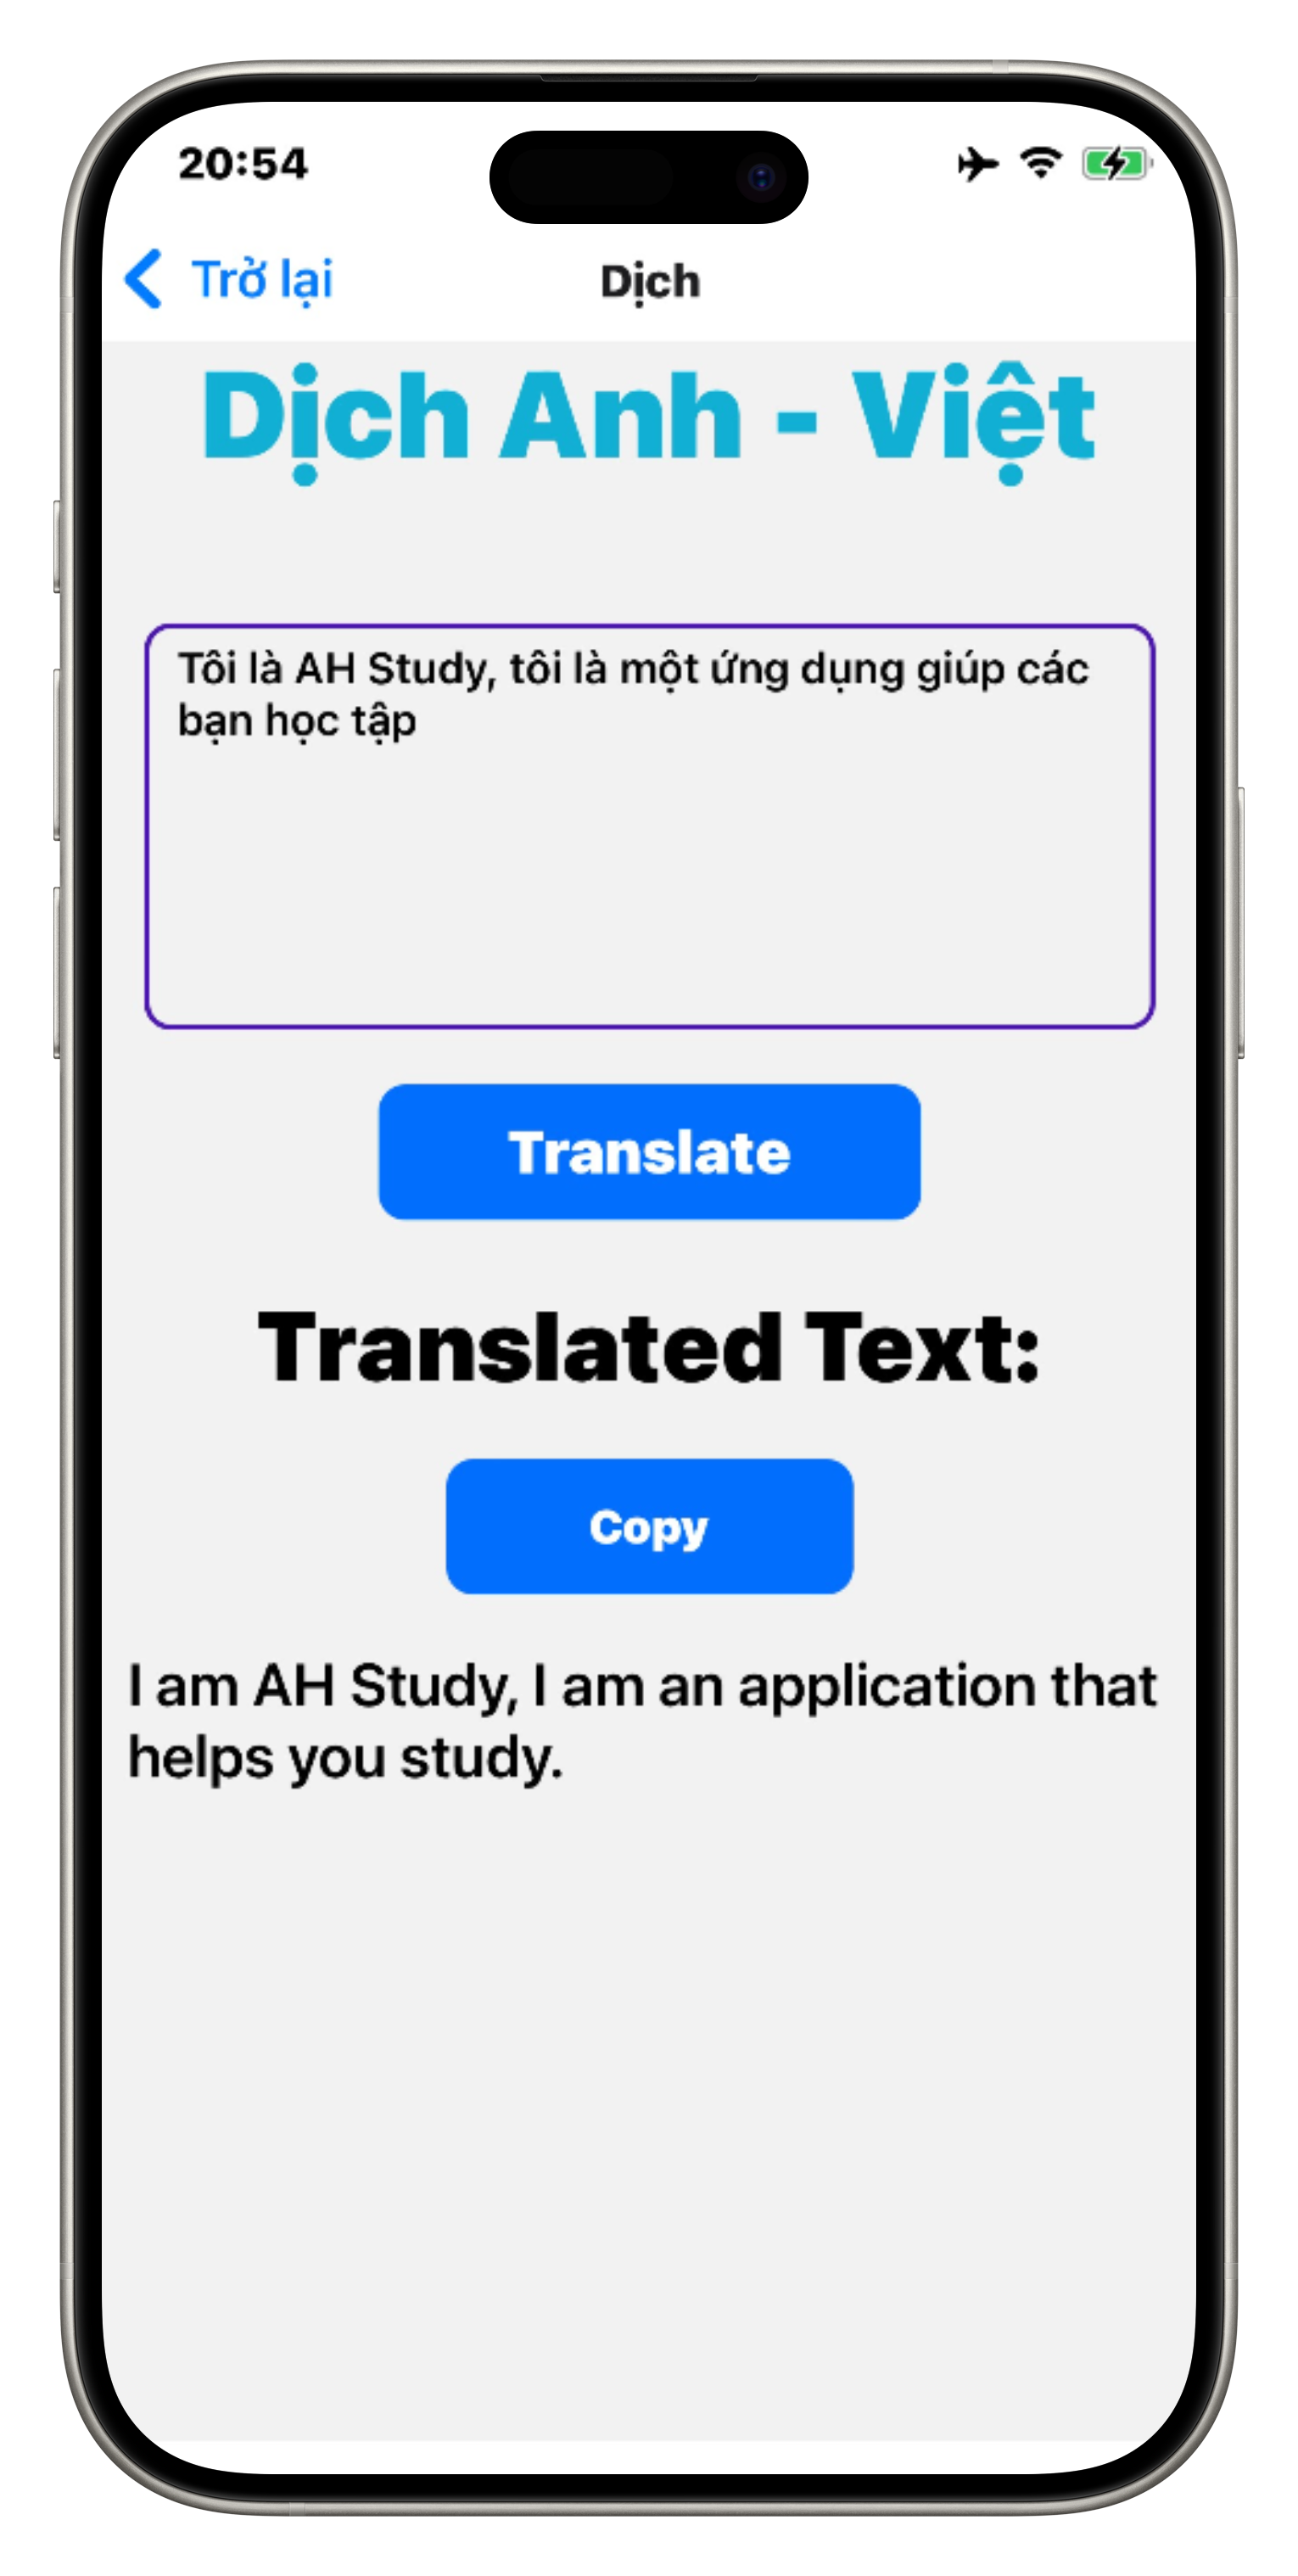 20:54
Trở lại
Dịch
Dịch Anh - Việt
Tôi là AH Study, tôi là một ứng dụng giúp các
bạn học tập
Translate
Translated Text:
Copy
I am AH Study, I am an application that
helps you study.